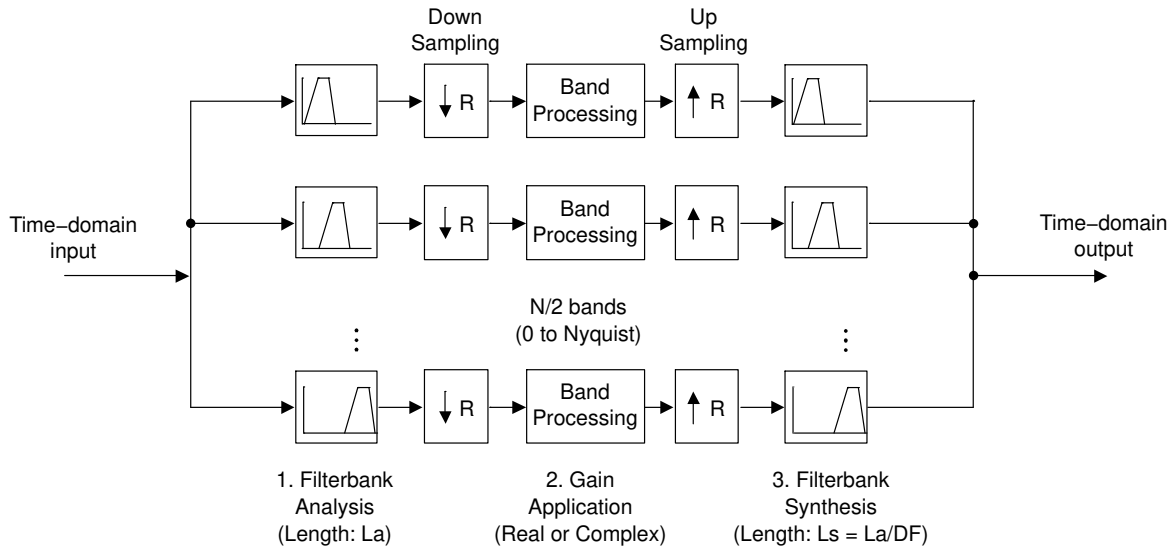 Down
Sampling
Up
Sampling
R
Band
Processing
R
Time−domain
input
R
Band
Processing
R
Time−domain
output
N/2 bands
(0 to Nyquist)
R
Band
Processing
R
1. Filterbank
Analysis
(Length: La)
2. Gain
Application
(Real or Complex)
3. Filterbank
Synthesis
(Length: Ls = La/DF)